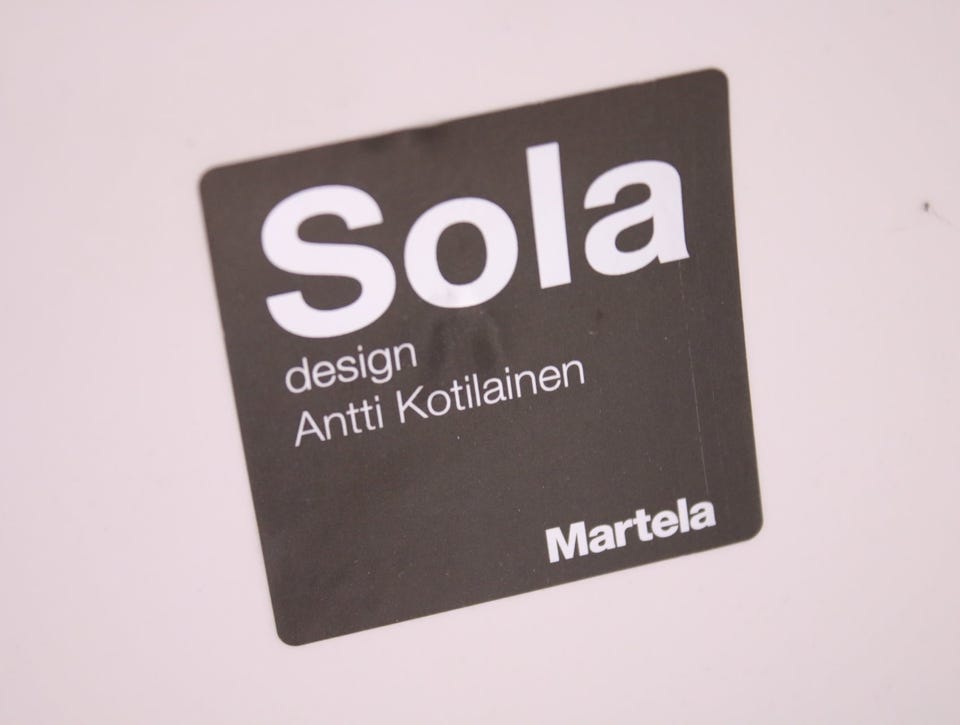 Sola
design
Antti Kotilainen
Martela